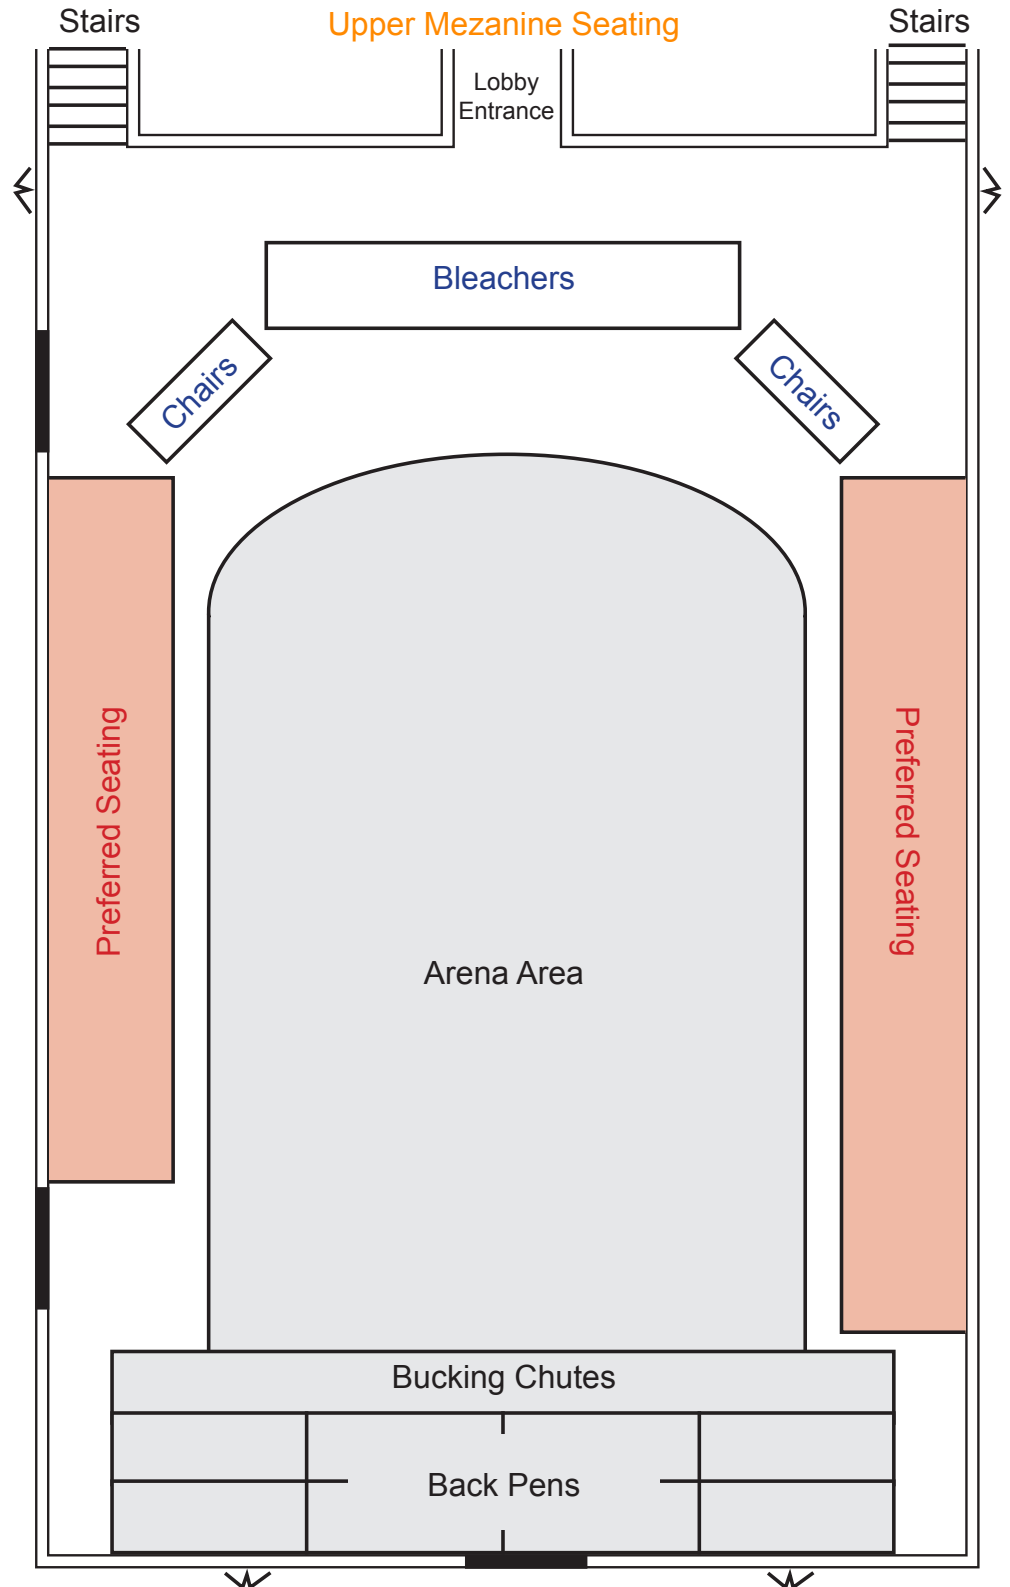 Stairs
Upper Mezanine Seating
Stairs
Lobby
Entrance
Bleachers
Chairs
Chairs
Preferred Seating
Preferred Seating
Arena Area
Bucking Chutes
Back Pens